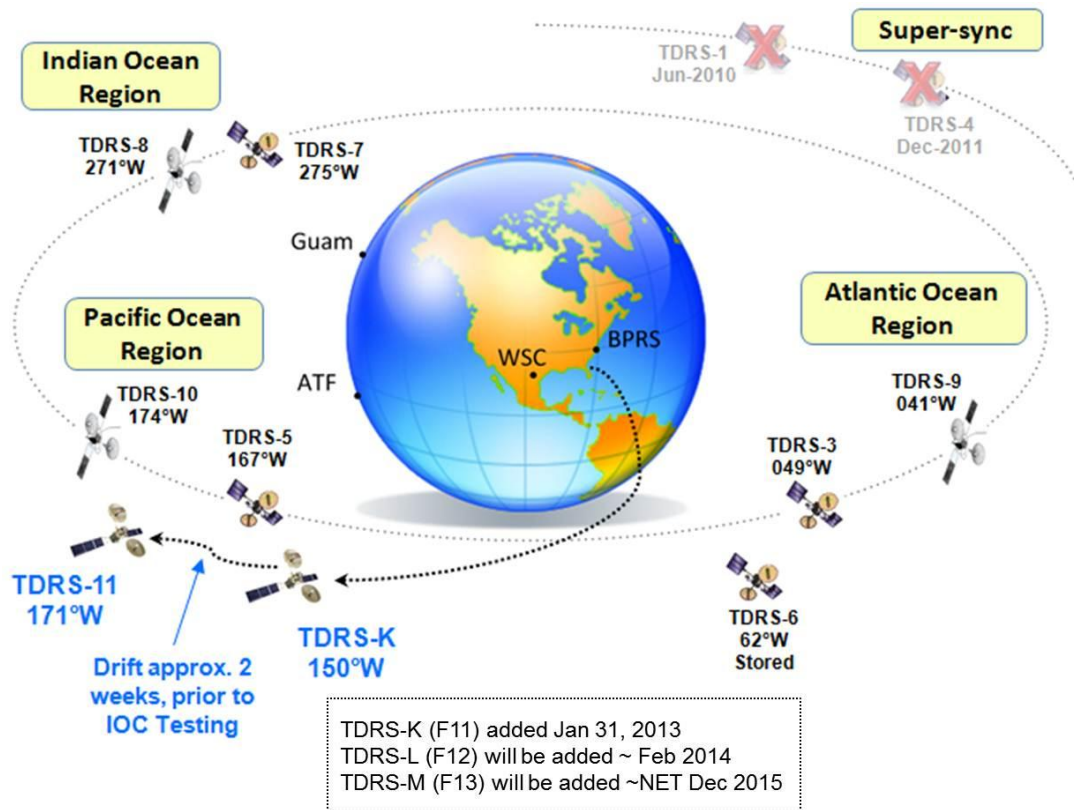 Super-sync
TDRS-1
Jun-2010
TDRS-4
Dec-2011
Indian Ocean
Region
TDRS-8
271°W
TDRS-7
275°W
Guam
Pacific Ocean
Region
Atlantic Ocean
Region
BPRS
WSC
ATF
TDRS-10
174°W
TDRS-9
041°W
TDRS-5
167°W
TDRS-3
049°W
TDRS-11
171°W
TDRS-K
150°W
TDRS-6
62°W
Stored
Drift approx. 2
weeks, prior to
IOC Testing
TDRS-K (F11) added Jan 31, 2013
TDRS-L (F12) will be added ~ Feb 2014
TDRS-M (F13) will be added ~NET Dec 2015